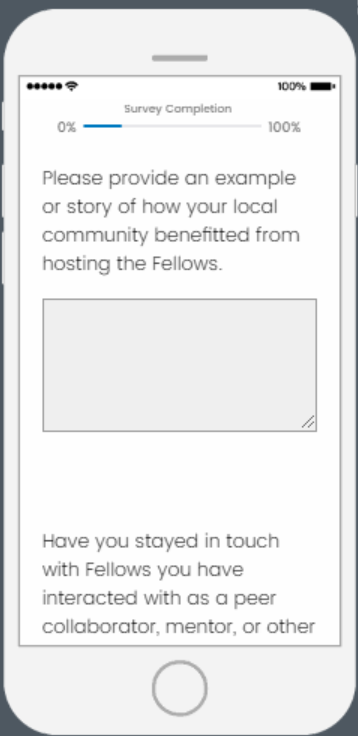 100%
Survey Completion
0% 100%
Please provide an example
or story of how your local
community benefitted from
hosting the Fellows.
Have you stayed in touch
with Fellows you have
interacted with as a peer
collaborator, mentor, or other